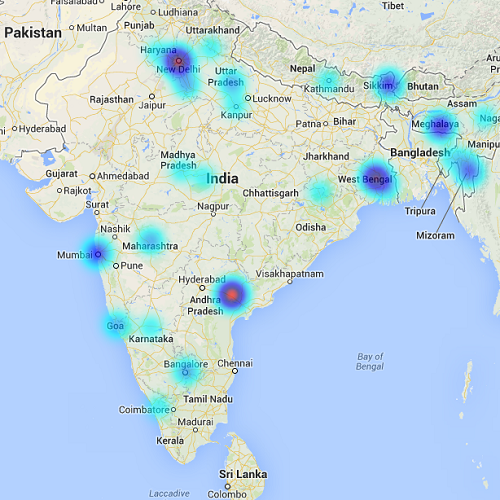 Faisalabad
Lahore
Ludhiana
Tibet
Multan
Punjab
Pakistan
Uttarakhand
Haryana
New Delhi
Nepal
Uttar
Pradesh
Kathmandu
Sikkim
Bhutan
Rajasthan
Jaipur
Lucknow
Kanpur
Assam
Naga
Hyderabad
Patna
Bihar
Meghalaya
Manipu
Bangladesh
Madhya
Pradesh
Jharkhand
Gujarat
Ahmedabad
India
West Bengal
Rajkot
Chhattisgarh
Surat
Nagpur
Tripura
Nashik
Odisha
Mizoram
Maharashtra
Mumbai
Pune
Visakhapatnam
Hyderabad
Andhra
Pradesh
Goa
Karnataka
Bay of
Bengal
Bangalore
Chennai
Tamil Nadu
Coimbatore
Madurai
Kerala
Sri Lanka
Colombo
Laccadive